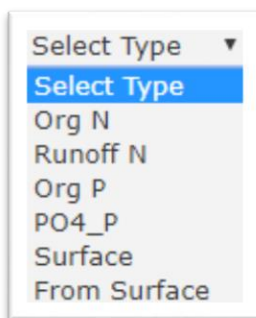 Select Type ▼
Select Type
Org N
Runoff N
Org P
PO4_P
Surface
From Surface